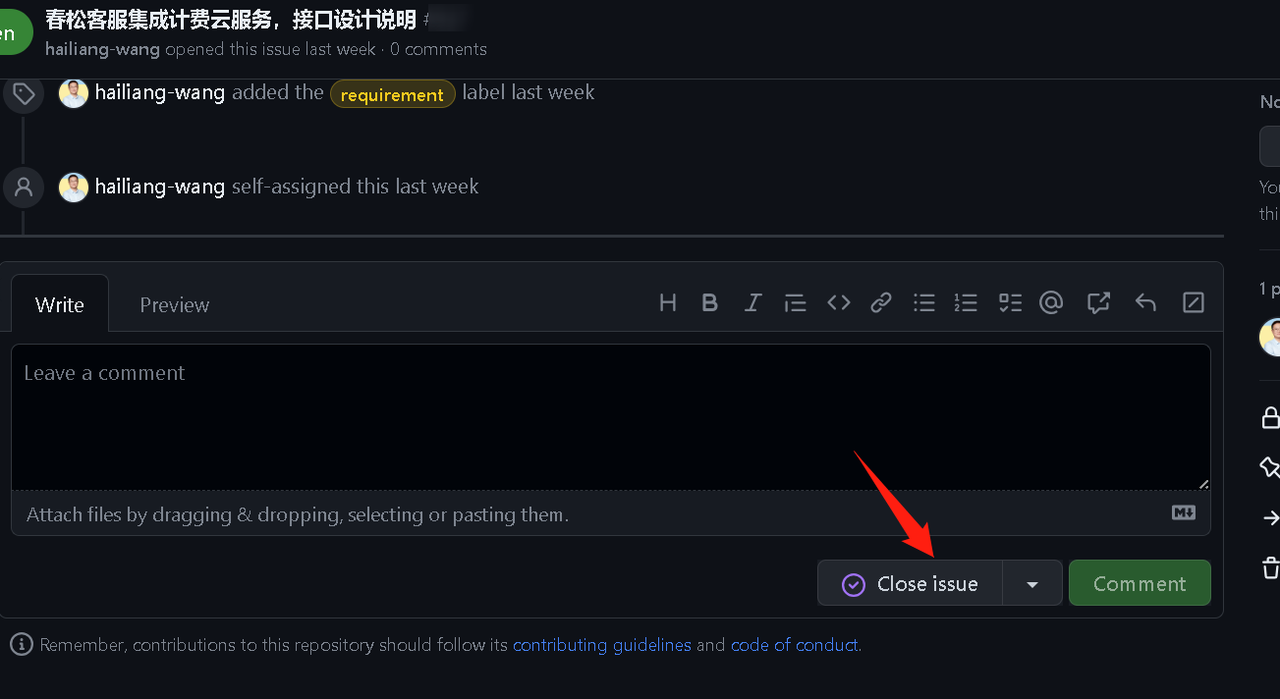 en 春松客服集成计费云服务，接口设计说明 #
hailiang-wang opened this issue last week · 0 comments
hailiang-wang added the requirement label last week
hailiang-wang self-assigned this last week
Write Preview
Leave a comment
Attach files by dragging & dropping, selecting or pasting them.
Close issue Comment
Remember, contributions to this repository should follow its contributing guidelines and code of conduct.
No
You
thi
1 p